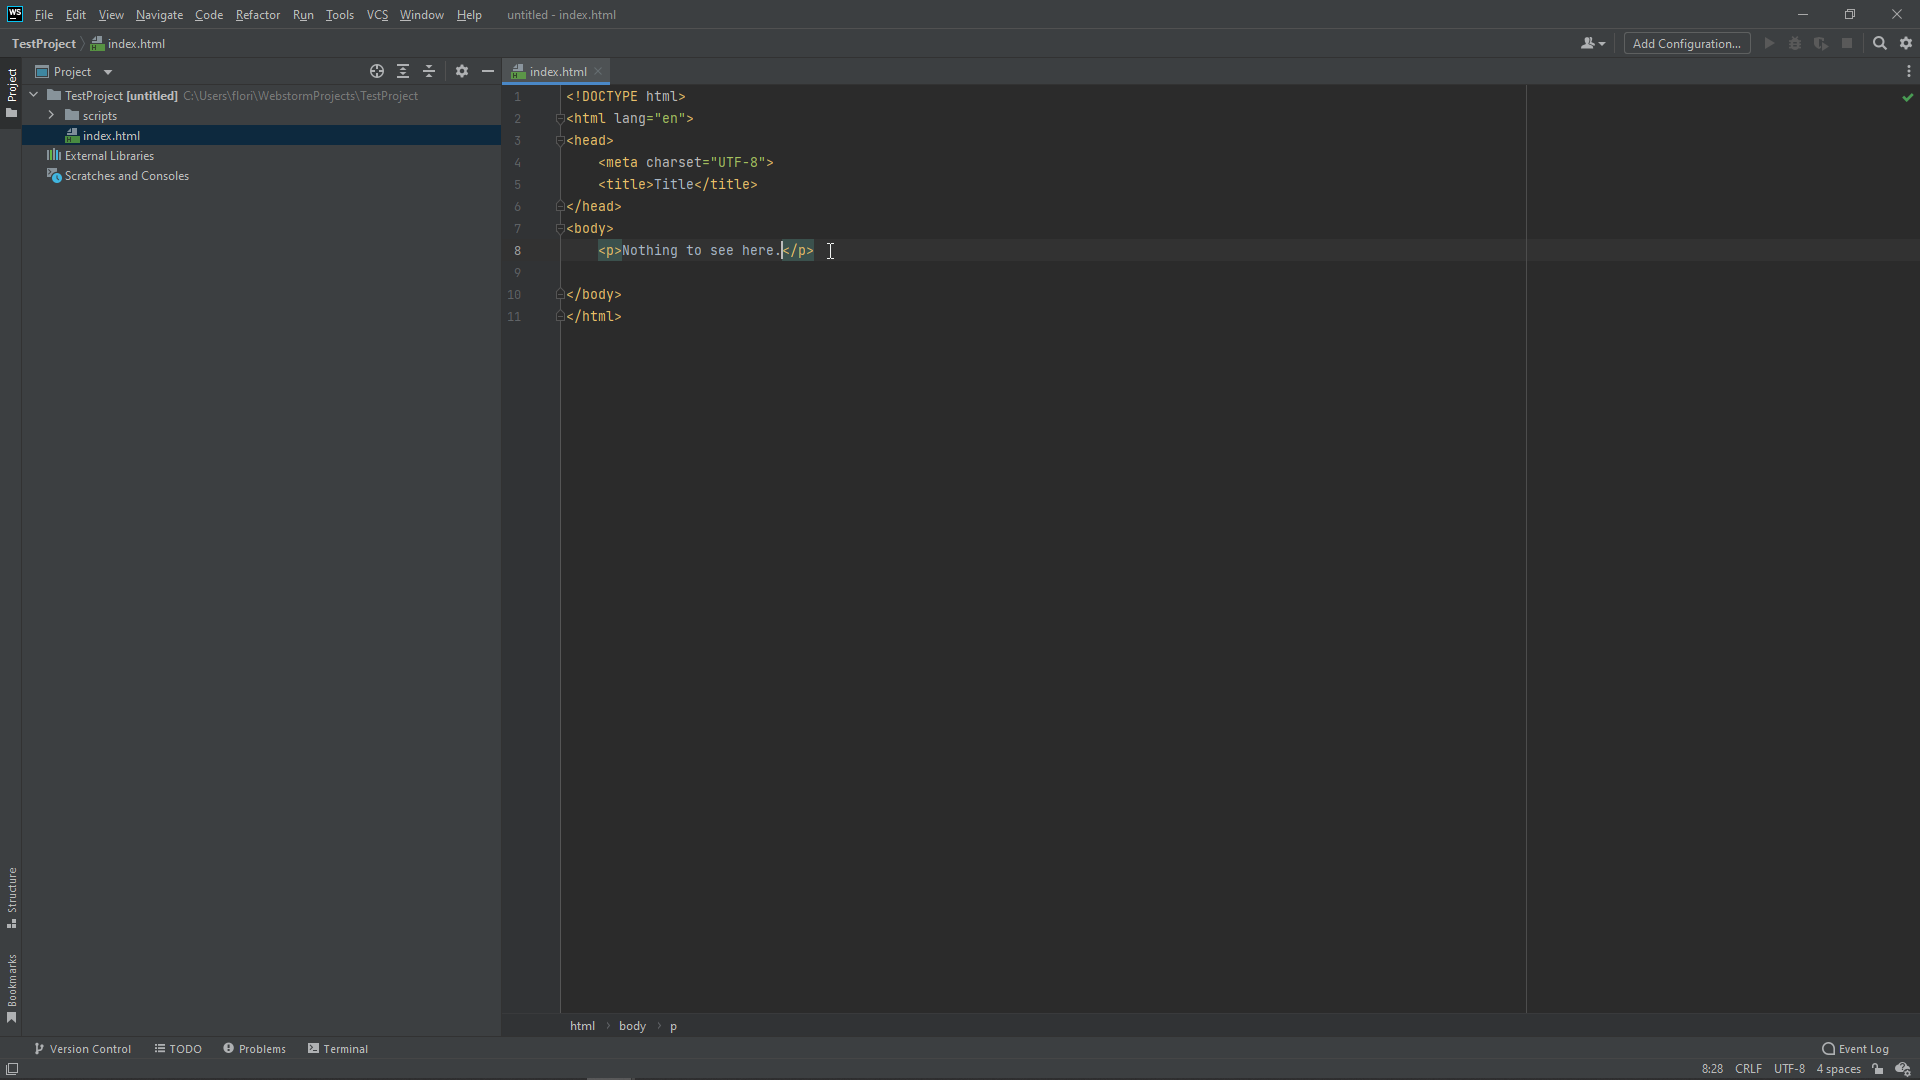 WS File Edit View Navigate Code Refactor Run Tools VCS Window Help untitled - index.html
TestProject index.html Add Configuration...
Project
Project
index.html
TestProject [untitled] C:\Users\flori\WebstormProjects\TestProject
scripts
index.html
External Libraries
Scratches and Consoles
1 <!DOCTYPE html>
2 <html lang="en">
3 <head>
4 <meta charset="UTF-8">
5 <title>Title</title>
6 </head>
7 <body>
8 <p>Nothing to see here.</p>
9
10 </body>
11 </html>
Structure
Bookmarks
html body p
Version Control TODO Problems Terminal Event Log
8:28 CRLF UTF-8 4 spaces